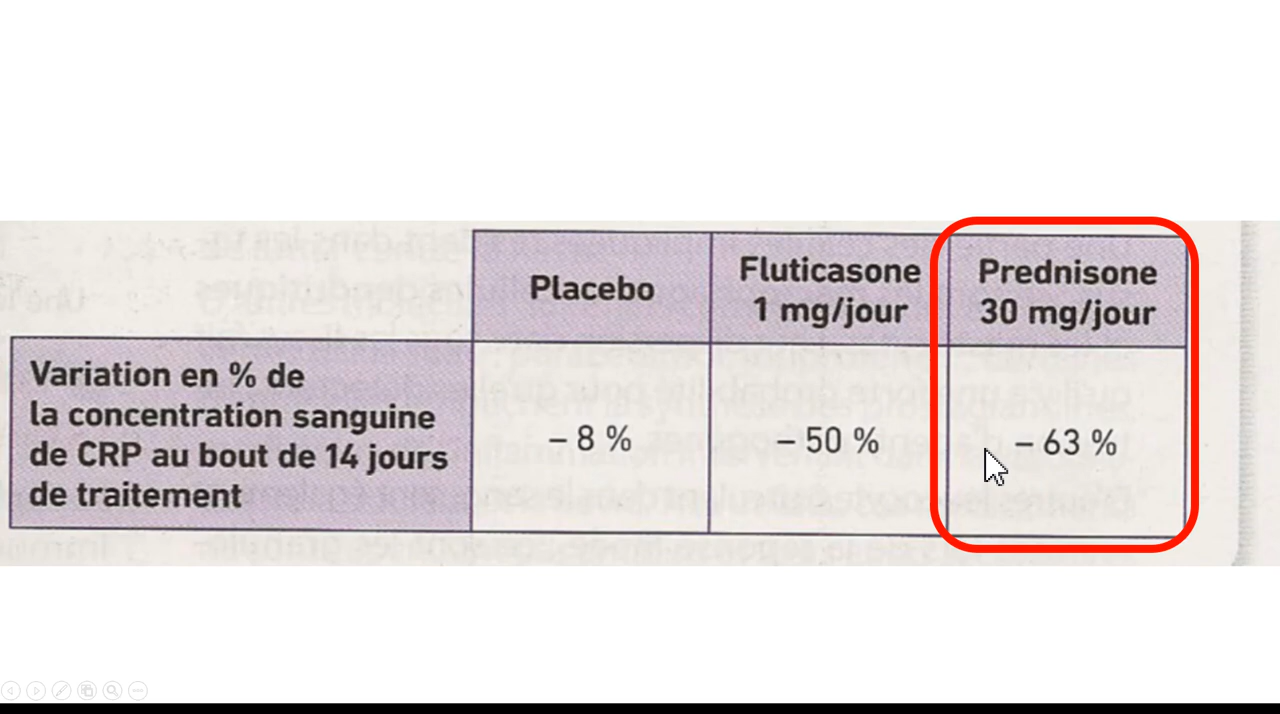 Placebo
Fluticasone
1 mg/jour
Prednisone
30 mg/jour
Variation en % de
la concentration sanguine
de CRP au bout de 14 jours
de traitement
– 8 %
– 50 %
– 63 %